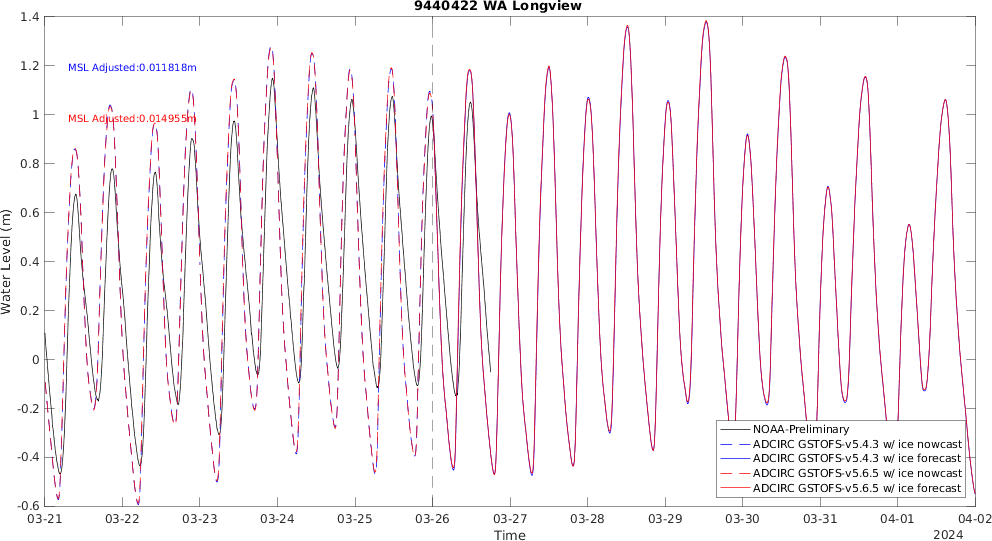 9440422 WA Longview
MSL Adjusted:0.011818m
MSL Adjusted:0.014955m
Water Level (m)
1.4
1.2
1
0.8
0.6
0.4
0.2
0
-0.2
-0.4
-0.6
NOAA-Preliminary
ADCIRC GSTOFS-v5.4.3 w/ ice nowcast
ADCIRC GSTOFS-v5.4.3 w/ ice forecast
ADCIRC GSTOFS-v5.6.5 w/ ice nowcast
ADCIRC GSTOFS-v5.6.5 w/ ice forecast
03-21 03-22 03-23 03-24 03-25 03-26 03-27 03-28 03-29 03-30 03-31 04-01 04-02
Time
2024